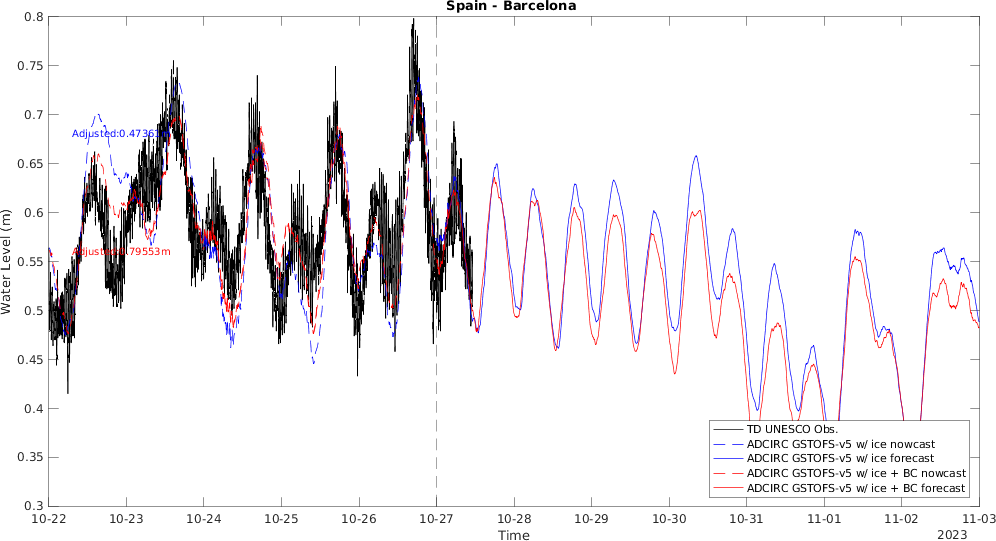 Spain - Barcelona
0.8
0.75
0.7
0.65
0.6
0.55
0.5
0.45
0.4
0.35
0.3
Water Level (m)
Adjusted:0.4736
79553m
TD UNESCO Obs.
ADCIRC GSTOFS-v5 w/ ice nowcast
ADCIRC GSTOFS-v5 w/ ice forecast
ADCIRC GSTOFS-v5 w/ ice + BC nowcast
ADCIRC GSTOFS-v5 w/ ice + BC forecast
10-22 10-23 10-24 10-25 10-26 10-27 10-28 10-29 10-30 10-31 11-01 11-02 11-03
Time
2023